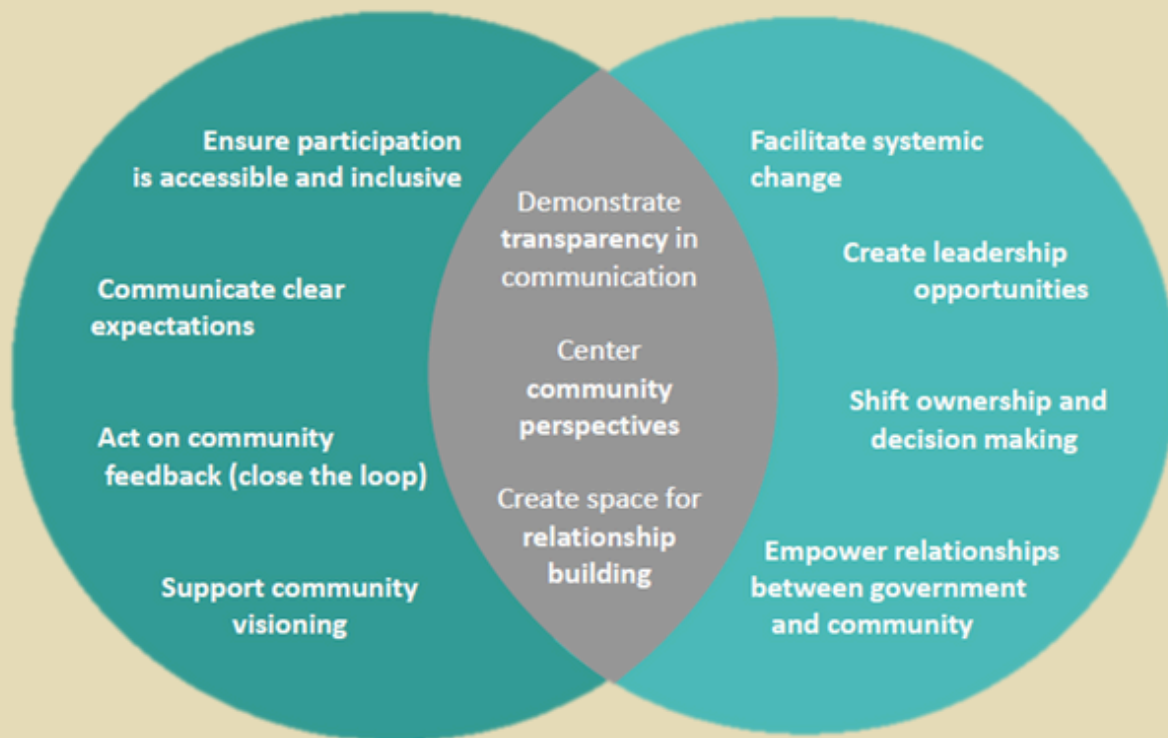 Ensure participation
is accessible and inclusive
Communicate clear
expectations
Act on community
feedback (close the loop)
Support community
visioning
Demonstrate
transparency in
communication
Center
community
perspectives
Create space for
relationship
building
Facilitate systemic
change
Create leadership
opportunities
Shift ownership and
decision making
Empower relationships
between government
and community